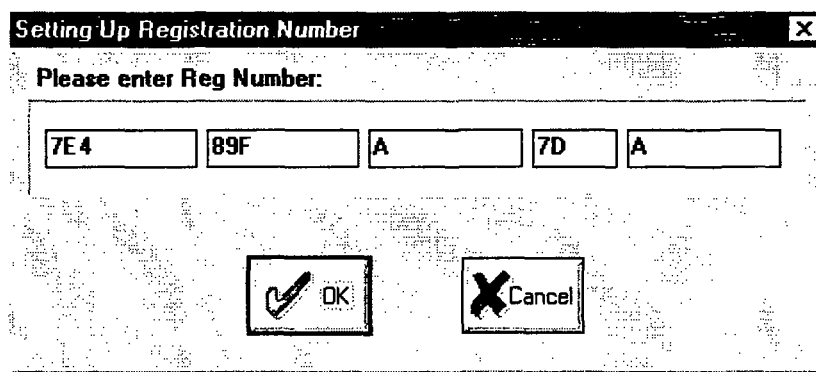 Setting Up Registration Number X
Please enter Reg Number:
7E4 89F A 7D A
OK Cancel